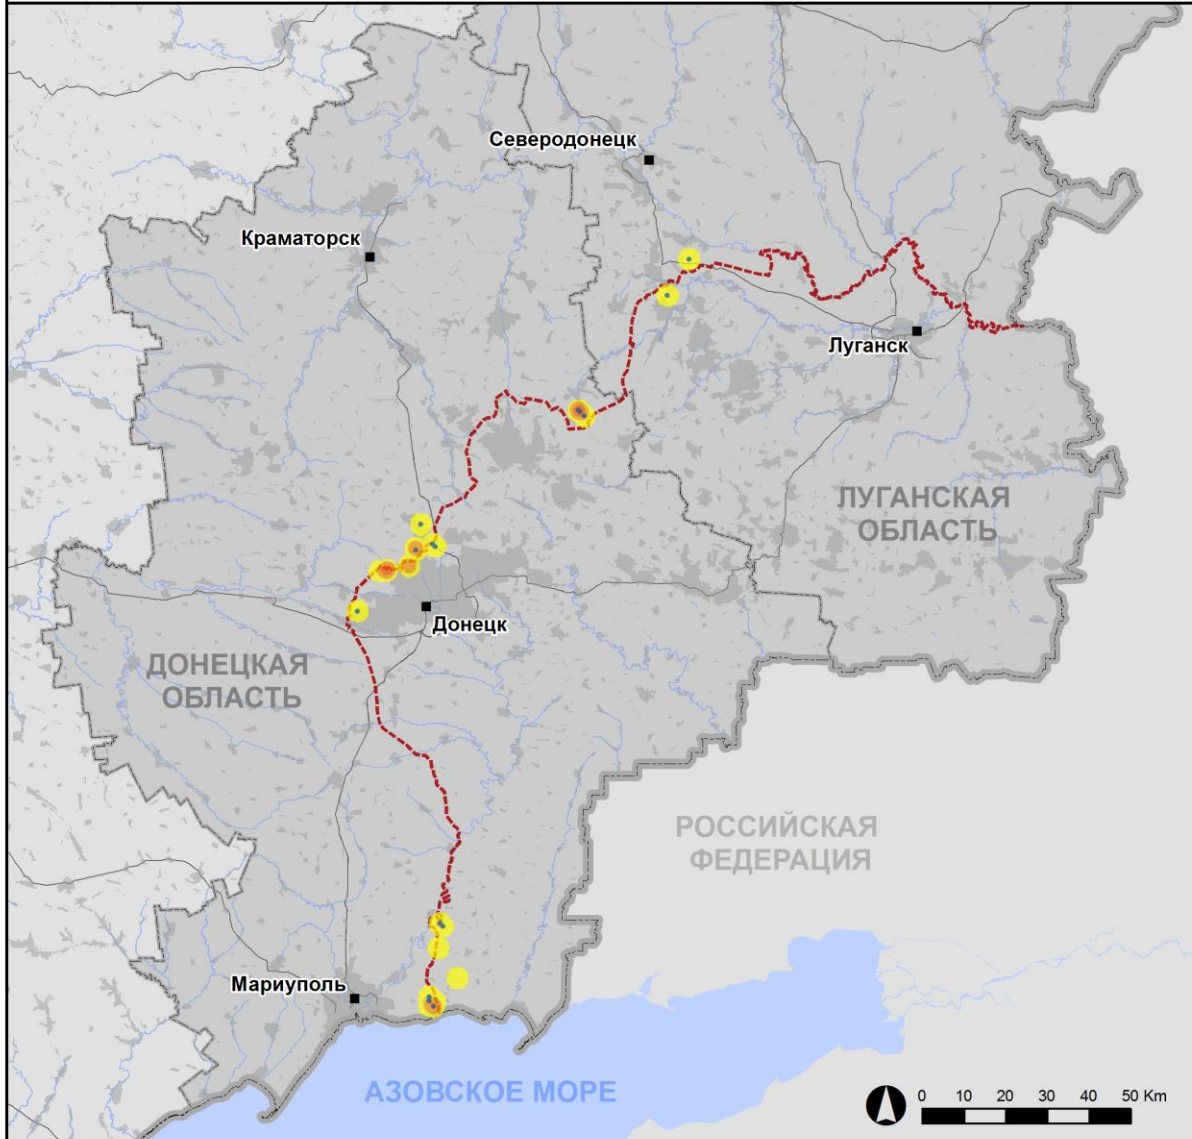 Северодонецк
Краматорск
Луганск
ЛУГАНСКАЯ
ОБЛАСТЬ
Донецк
ДОНЕЦКАЯ
ОБЛАСТЬ
РОССИЙСКАЯ
ФЕДЕРАЦИЯ
Мариуполь
АЗОВСКОЕ МОРЕ
0 10 20 30 40 50 Km